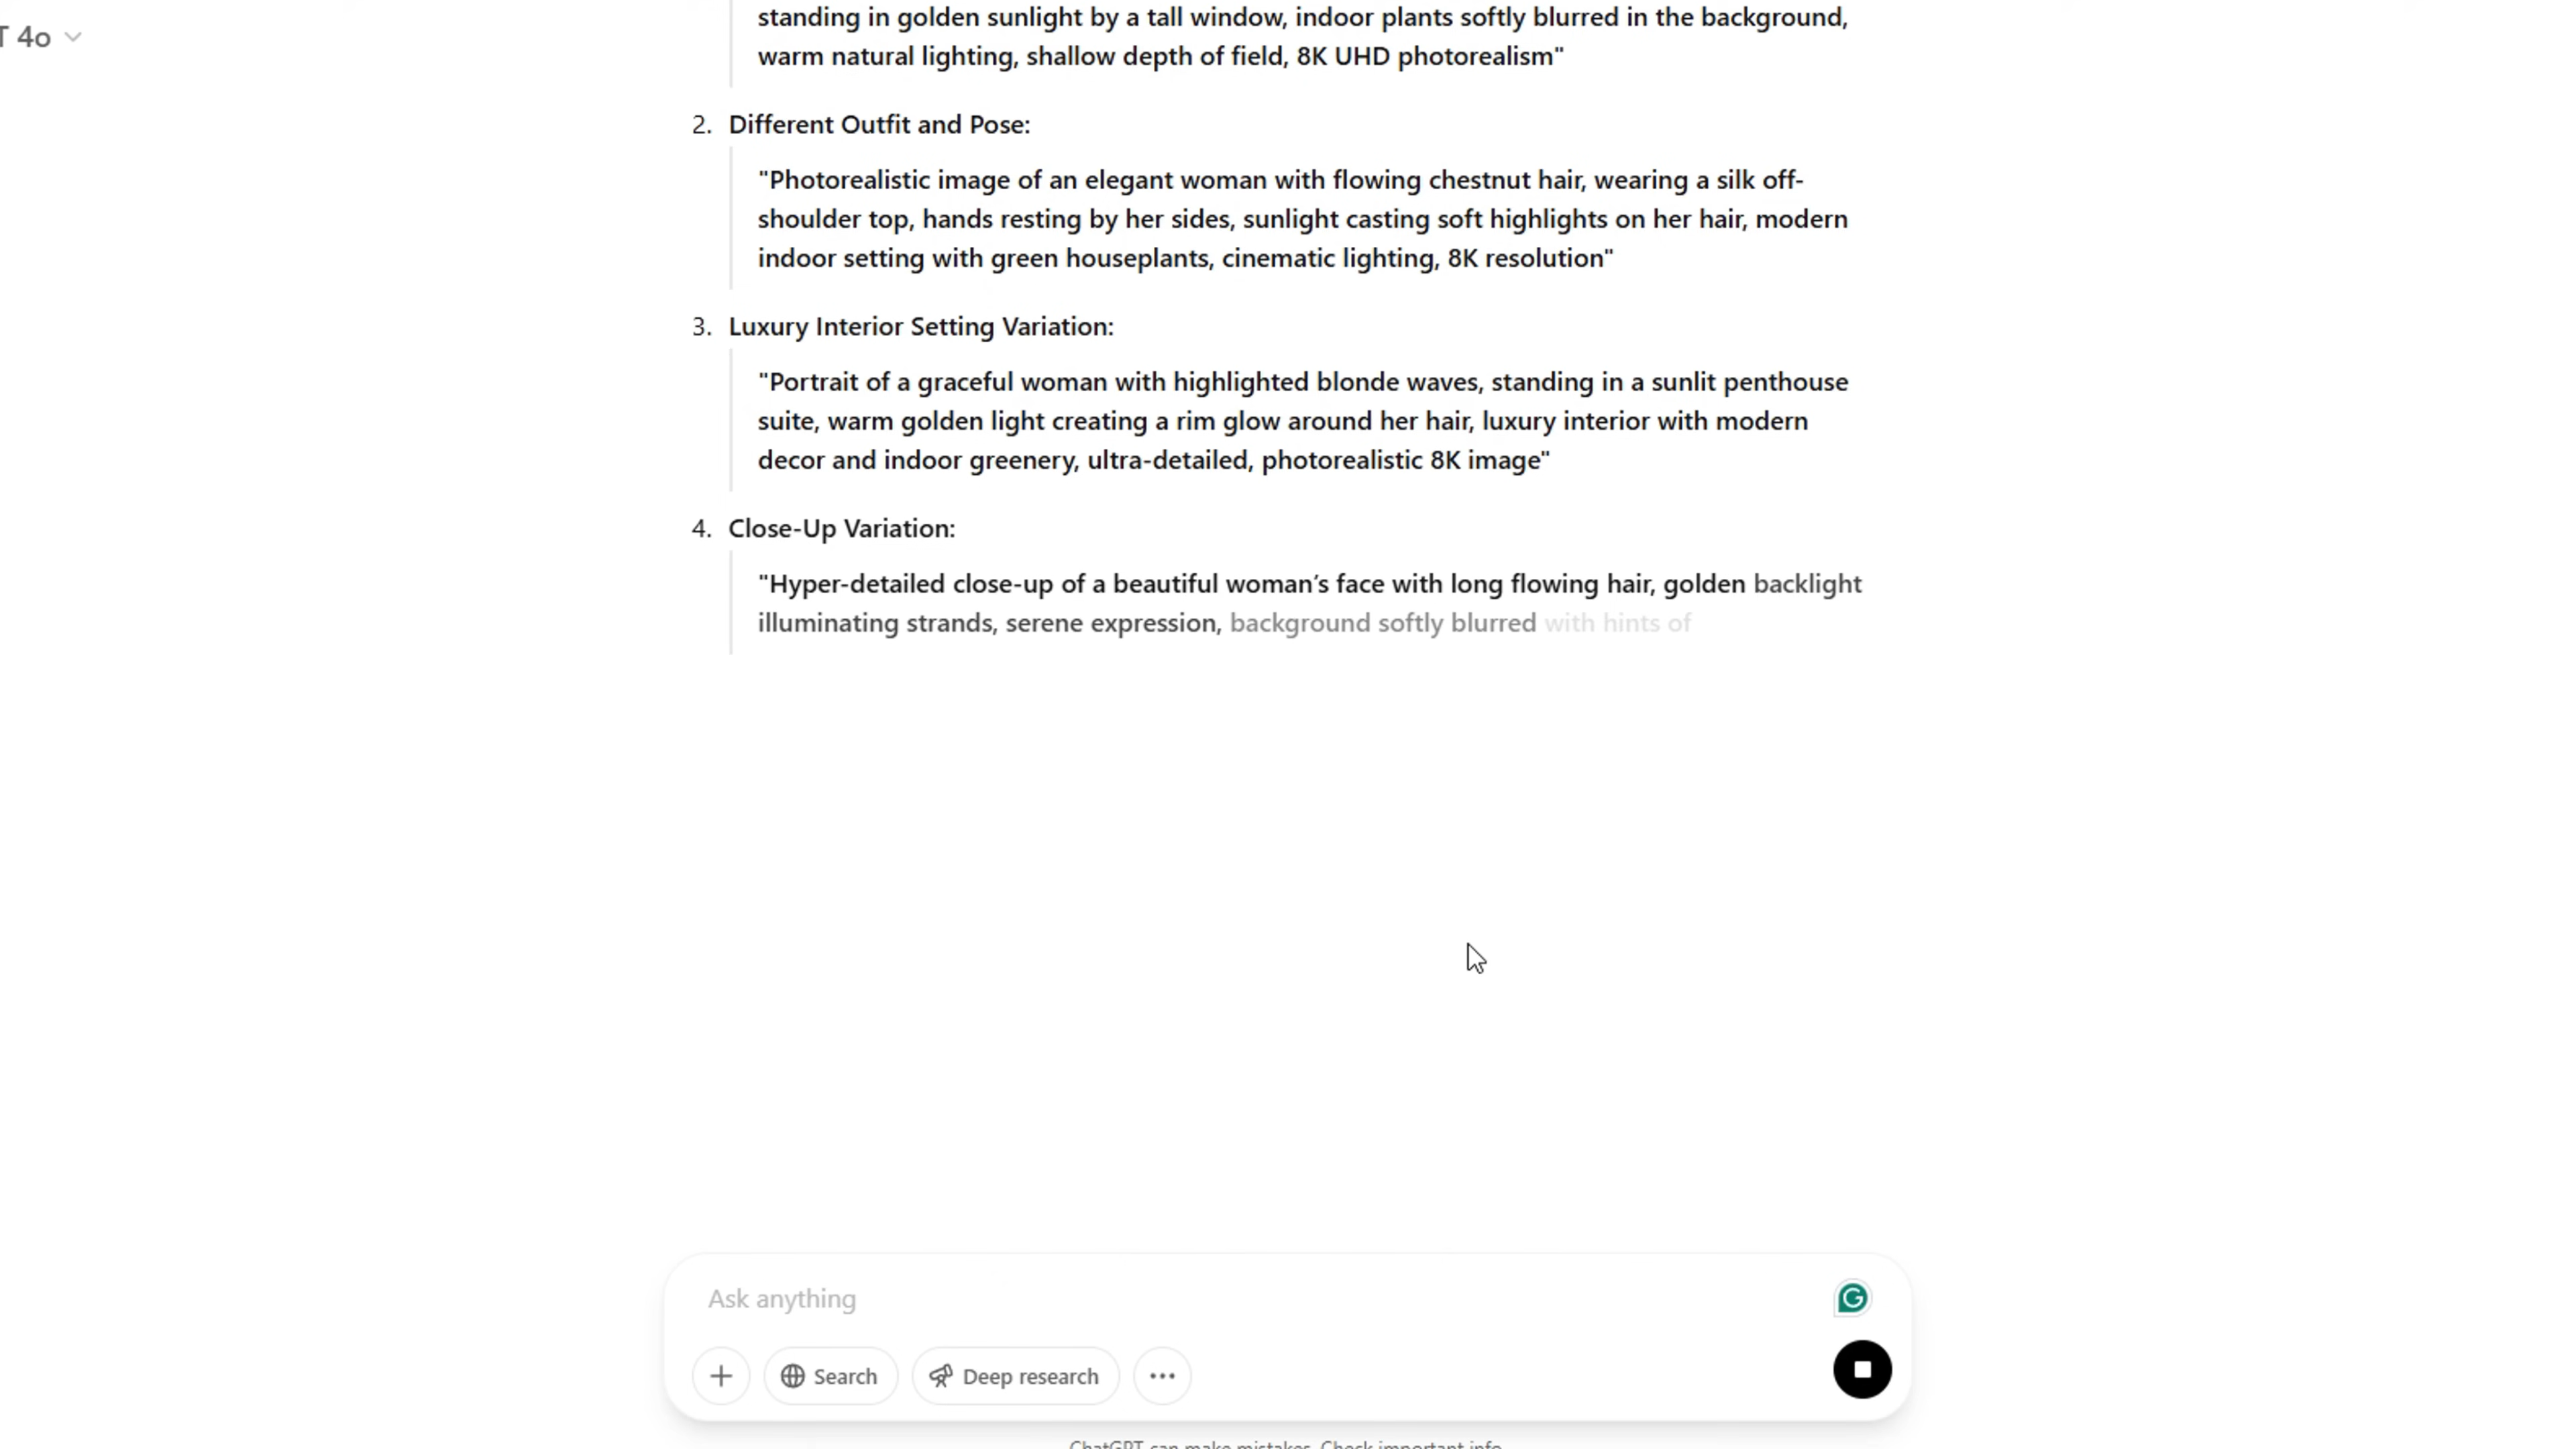 standing in golden sunlight by a tall window, indoor plants softly blurred in the background,
T 4o
warm natural lighting, shallow depth of field, 8K UHD photorealism"
2. Different Outfit and Pose:
"Photorealistic image of an elegant woman with flowing chestnut hair, wearing a silk off-
shoulder top, hands resting by her sides, sunlight casting soft highlights on her hair, modern
indoor setting with green houseplants, cinematic lighting, 8K resolution"
3. Luxury Interior Setting Variation:
"Portrait of a graceful woman with highlighted blonde waves, standing in a sunlit penthouse
suite, warm golden light creating a rim glow around her hair, luxury interior with modern
decor and indoor greenery, ultra-detailed, photorealistic 8K image"
4. Close-Up Variation:
"Hyper-detailed close-up of a beautiful woman’s face with long flowing hair, golden backlight
illuminating strands, serene expression, background softly blurred with hints of
Ask anything
G
Search
Deep research
ChatGPT can make mistakes. Check important info.